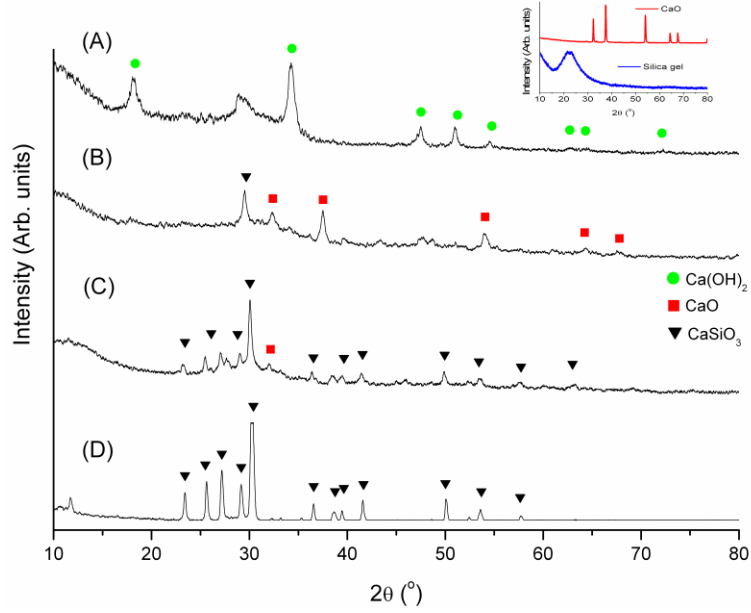 (A)
(B)
(C)
(D)
Intensity (Arb. units)
10 20 30 40 50 60 70 80
2θ (°)
Ca(OH)₂
CaO
CaSiO₃
Intensity (Arb. units)
CaO
Silica gel
10 20 30 40 50 60 70 80
2θ (°)